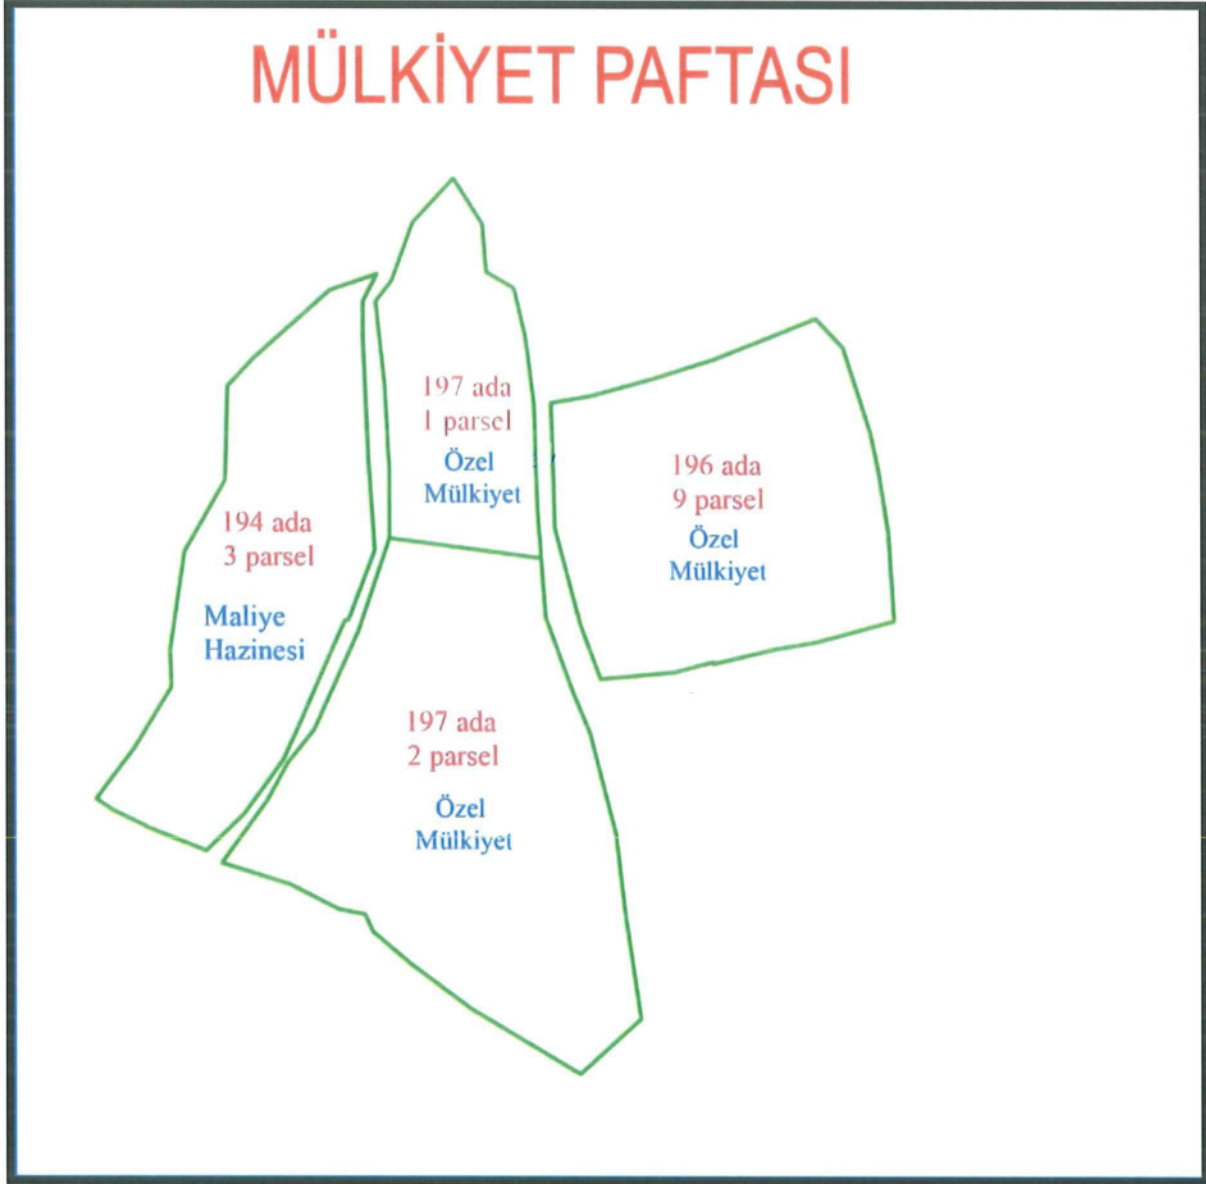 MÜLKİYET PAFTASI
197 ada
1 parsel
Özel
Mülkiyet
196 ada
9 parsel
Özel
Mülkiyet
194 ada
3 parsel
Maliye
Hazinesi
197 ada
2 parsel
Özel
Mülkiyet